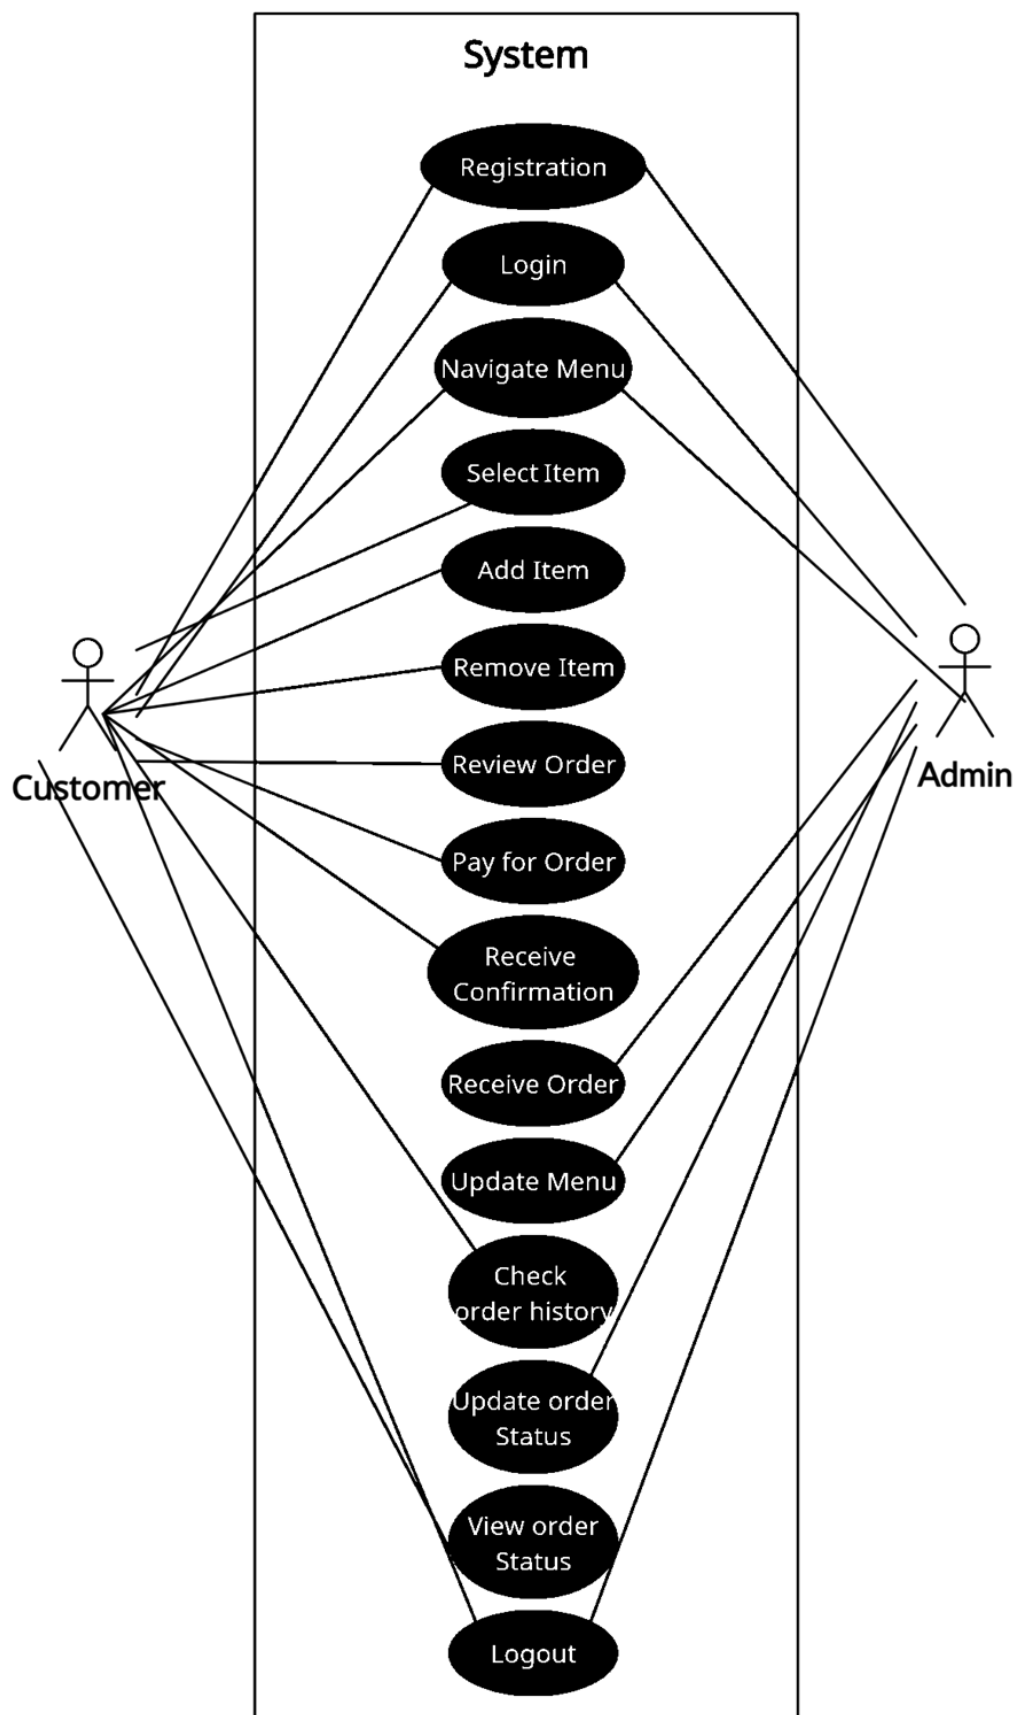 System
Registration
Login
Navigate Menu
Select Item
Add Item
Remove Item
Review Order
Customer
Admin
Pay for Order
Receive
Confirmation
Receive Order
Update Menu
Check
order history
Update order
Status
View order
Status
Logout